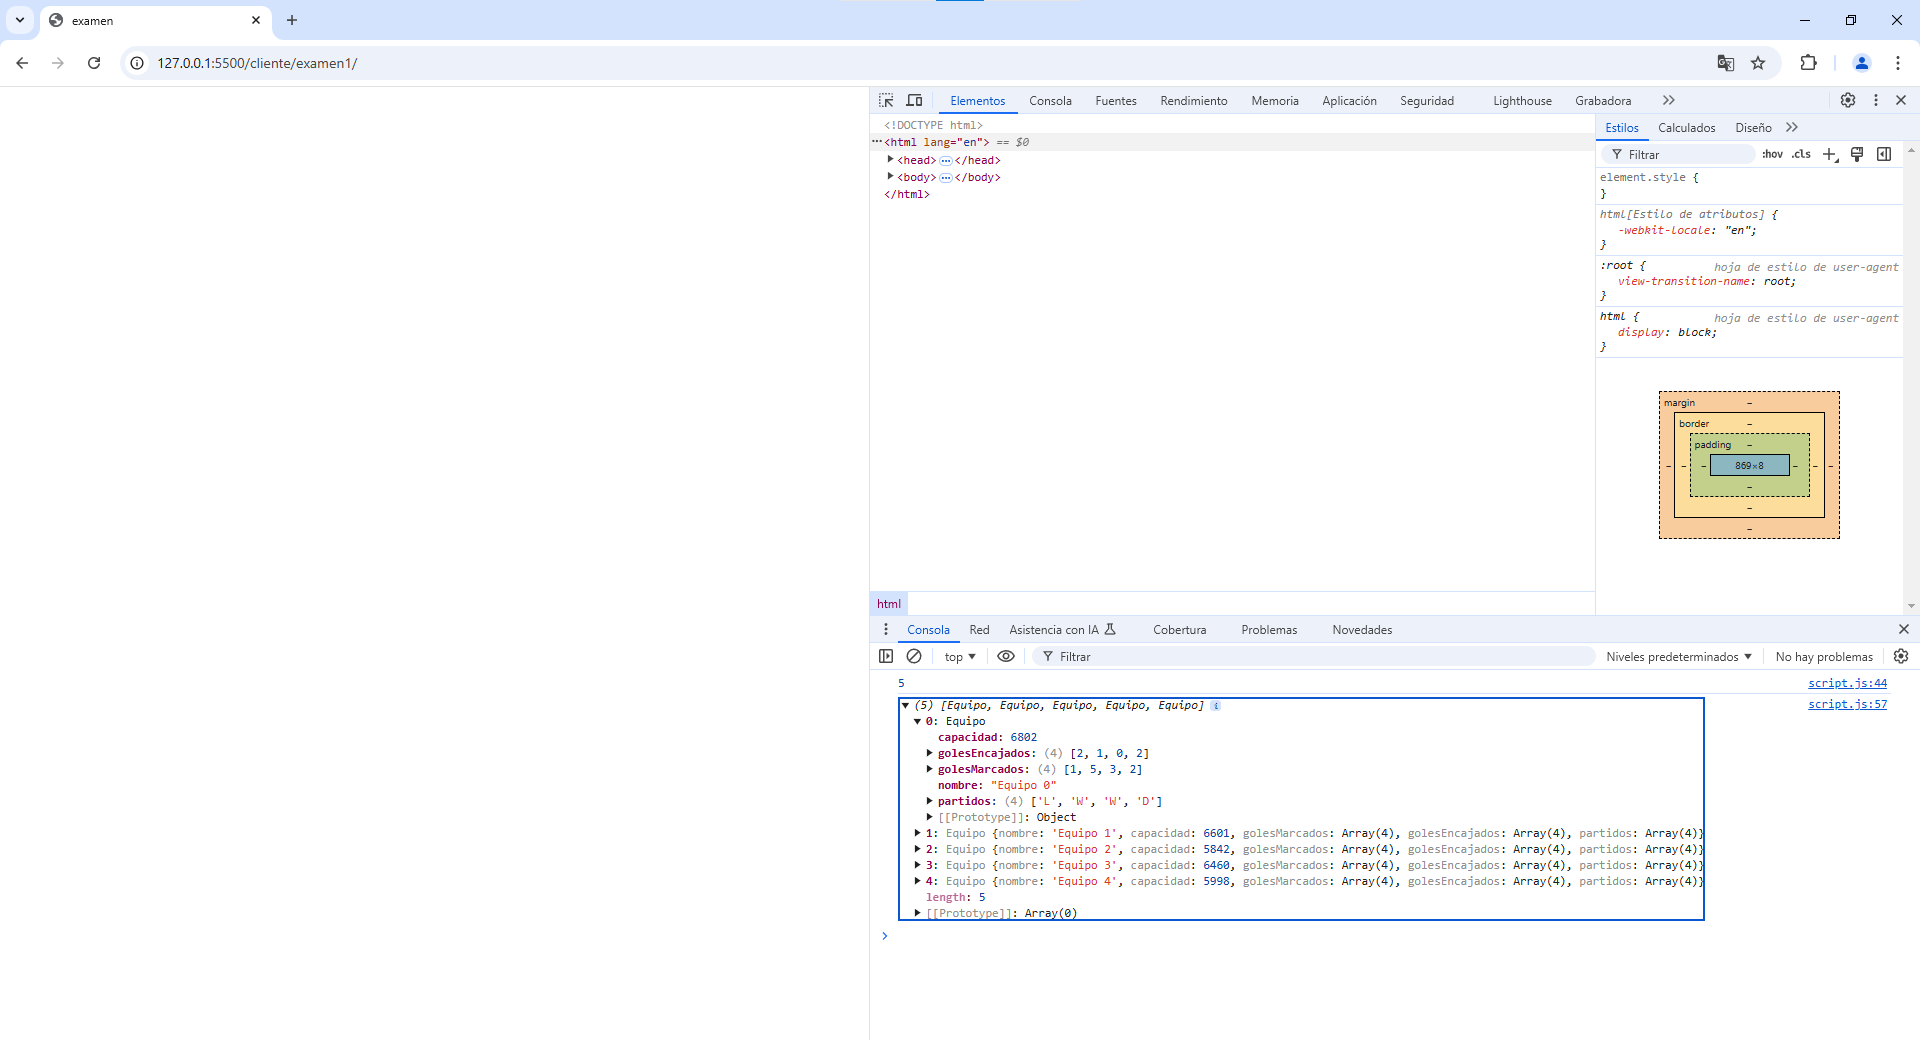 examen
127.0.0.1:5500/cliente/examen1/
Elementos Consola Fuentes Rendimiento Memoria Aplicación Seguridad Lighthouse Grabadora
<!DOCTYPE html>
<html lang="en"> == $0
<head> </head>
<body> </body>
</html>
html
Estilos Calculados Diseño
Filtrar :hov .cls
element.style {
}
html[Estilo de atributos] {
-webkit-locale: "en";
}
:root { hoja de estilo de user-agent
view-transition-name: root;
}
html { hoja de estilo de user-agent
display: block;
}
margin –
border –
padding –
– – – 869×8 – – –
–
–
–
Consola Red Asistencia con IA Cobertura Problemas Novedades
top Filtrar Niveles predeterminados No hay problemas
5 script.js:44
(5) [Equipo, Equipo, Equipo, Equipo, Equipo] i script.js:57
0: Equipo
capacidad: 6802
golesEncajados: (4) [2, 1, 0, 2]
golesMarcados: (4) [1, 5, 3, 2]
nombre: "Equipo 0"
partidos: (4) ['L', 'W', 'W', 'D']
[[Prototype]]: Object
1: Equipo {nombre: 'Equipo 1', capacidad: 6601, golesMarcados: Array(4), golesEncajados: Array(4), partidos: Array(4)}
2: Equipo {nombre: 'Equipo 2', capacidad: 5842, golesMarcados: Array(4), golesEncajados: Array(4), partidos: Array(4)}
3: Equipo {nombre: 'Equipo 3', capacidad: 6460, golesMarcados: Array(4), golesEncajados: Array(4), partidos: Array(4)}
4: Equipo {nombre: 'Equipo 4', capacidad: 5998, golesMarcados: Array(4), golesEncajados: Array(4), partidos: Array(4)}
length: 5
[[Prototype]]: Array(0)